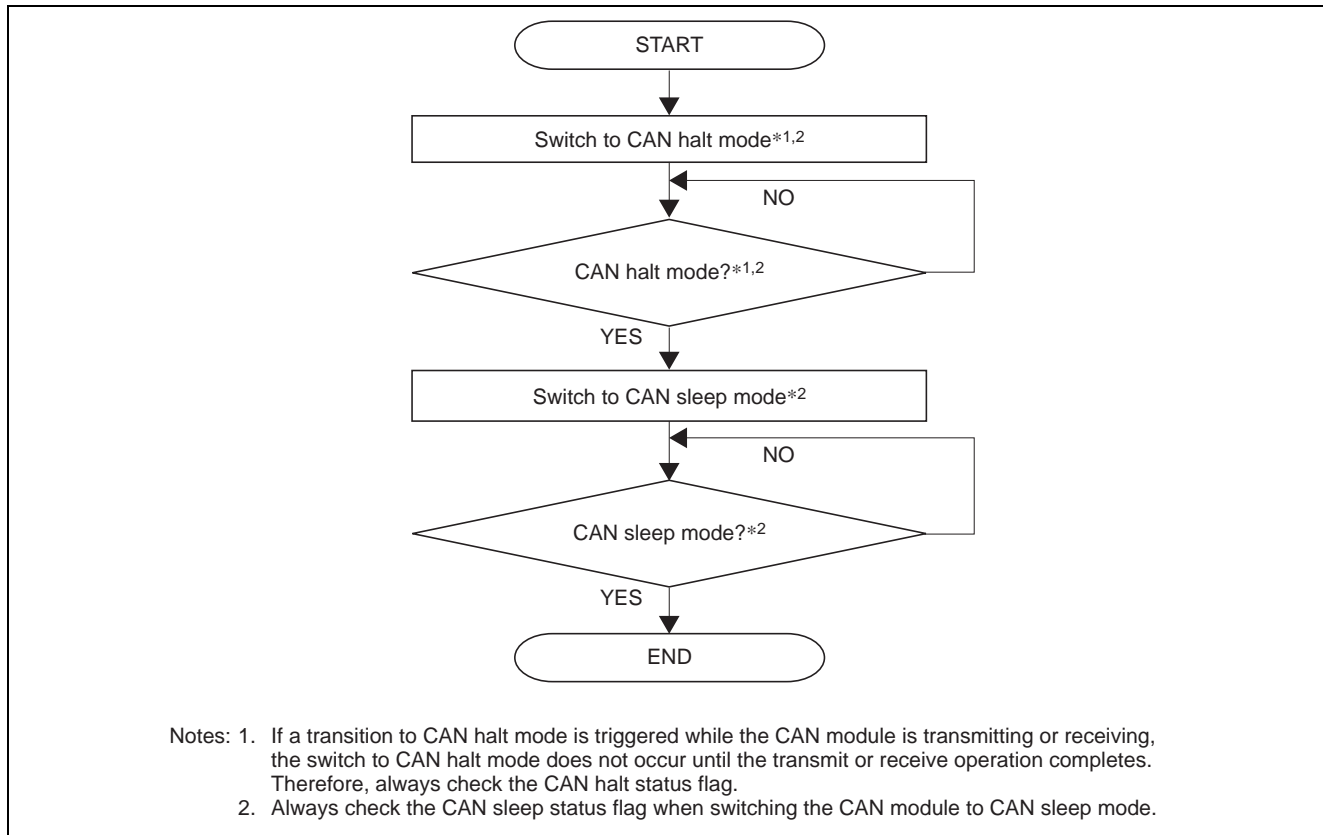 START
Switch to CAN halt mode*1,2
NO
CAN halt mode?*1,2
YES
Switch to CAN sleep mode*2
NO
CAN sleep mode?*2
YES
END
Notes: 1. If a transition to CAN halt mode is triggered while the CAN module is transmitting or receiving,
the switch to CAN halt mode does not occur until the transmit or receive operation completes.
Therefore, always check the CAN halt status flag.
2. Always check the CAN sleep status flag when switching the CAN module to CAN sleep mode.